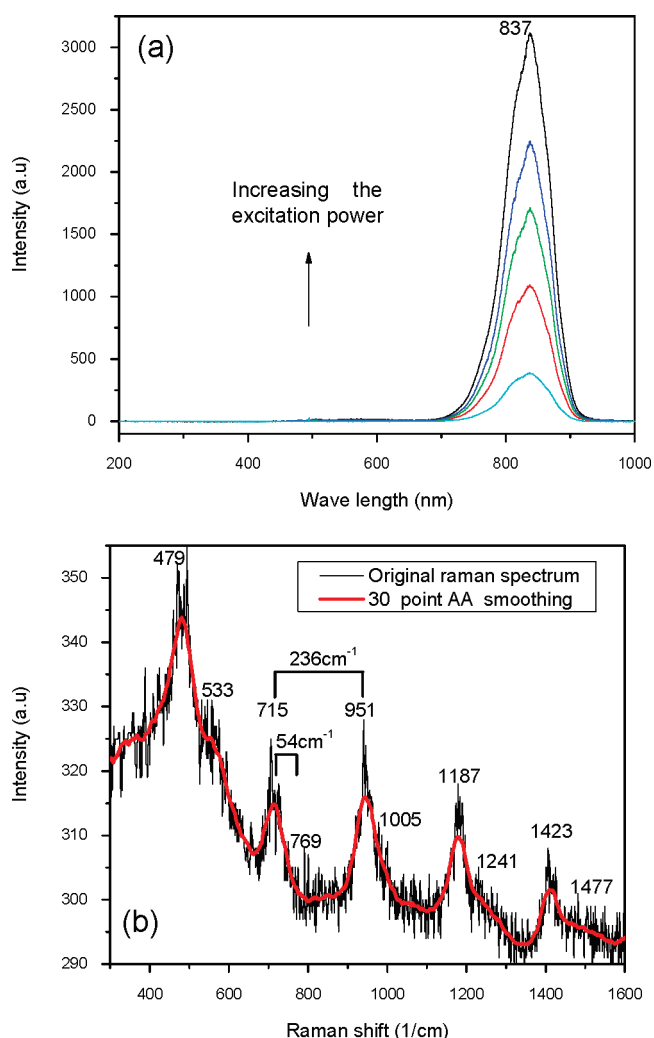 (a)
837
3000
2500
2000
1500
1000
500
0
Intensity (a.u)
Increasing the
excitation power
200 400 600 800 1000
Wave length (nm)
479
Original raman spectrum
30 point AA smoothing
236cm-1
533
715
951
54cm-1
769
1005
1187
1241
1423
1477
350
340
330
320
310
300
290
Intensity (a.u)
(b)
400 600 800 1000 1200 1400 1600
Raman shift (1/cm)